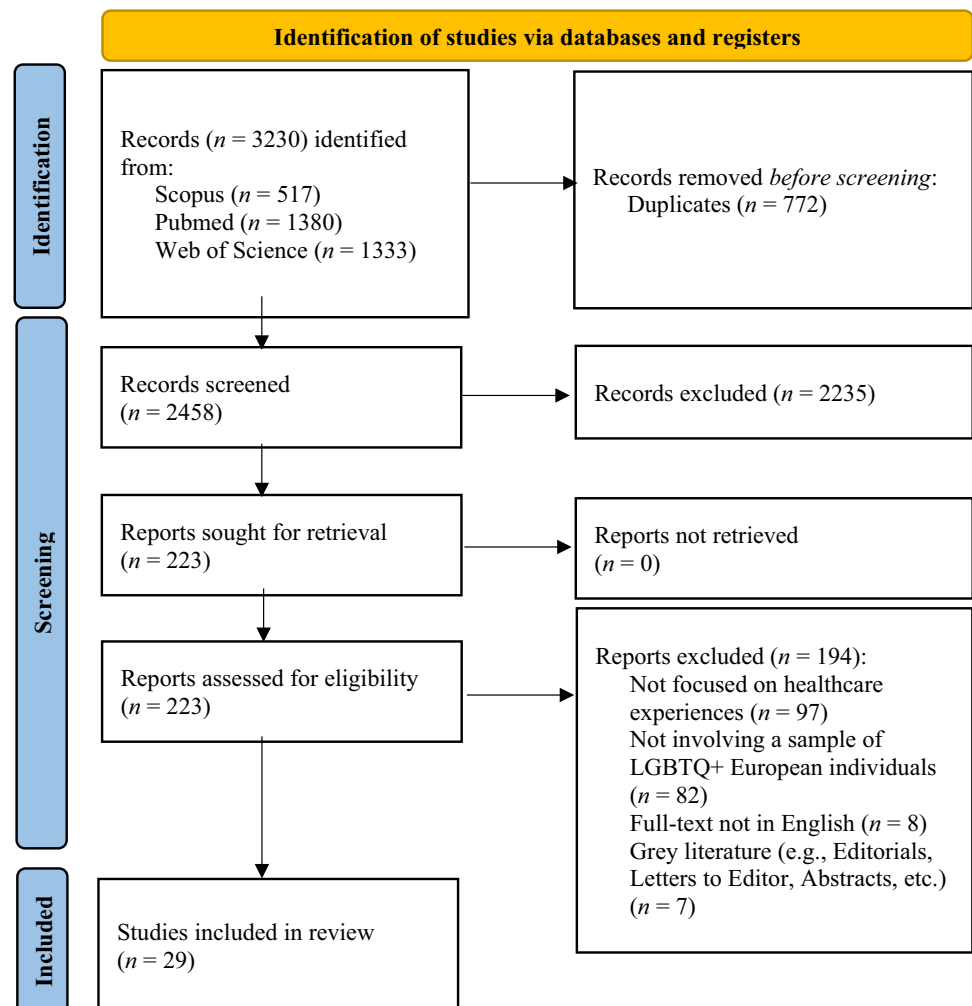 Identification of studies via databases and registers
Identification
Records (n = 3230) identified
from:
Scopus (n = 517)
Pubmed (n = 1380)
Web of Science (n = 1333)
Records removed before screening:
Duplicates (n = 772)
Screening
Records screened
(n = 2458)
Records excluded (n = 2235)
Reports sought for retrieval
(n = 223)
Reports not retrieved
(n = 0)
Reports assessed for eligibility
(n = 223)
Reports excluded (n = 194):
Not focused on healthcare
experiences (n = 97)
Not involving a sample of
LGBTQ+ European individuals
(n = 82)
Full-text not in English (n = 8)
Grey literature (e.g., Editorials,
Letters to Editor, Abstracts, etc.)
(n = 7)
Included
Studies included in review
(n = 29)